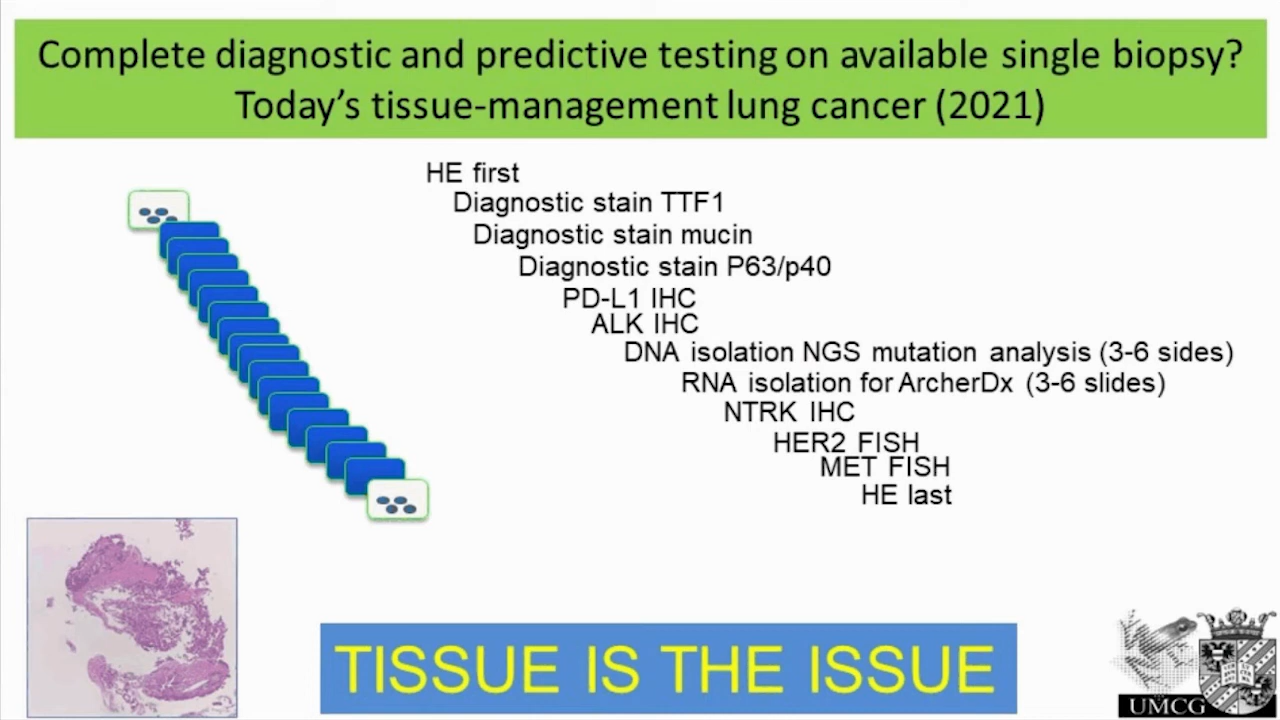 Complete diagnostic and predictive testing on available single biopsy?
Today's tissue-management lung cancer (2021)
HE first
Diagnostic stain TTF1
Diagnostic stain mucin
Diagnostic stain P63/p40
PD-L1 IHC
ALK IHC
DNA isolation NGS mutation analysis (3-6 sides)
RNA isolation for ArcherDx (3-6 slides)
NTRK IHC
HER2 FISH
MET FISH
HE last
TISSUE IS THE ISSUE
UMCG